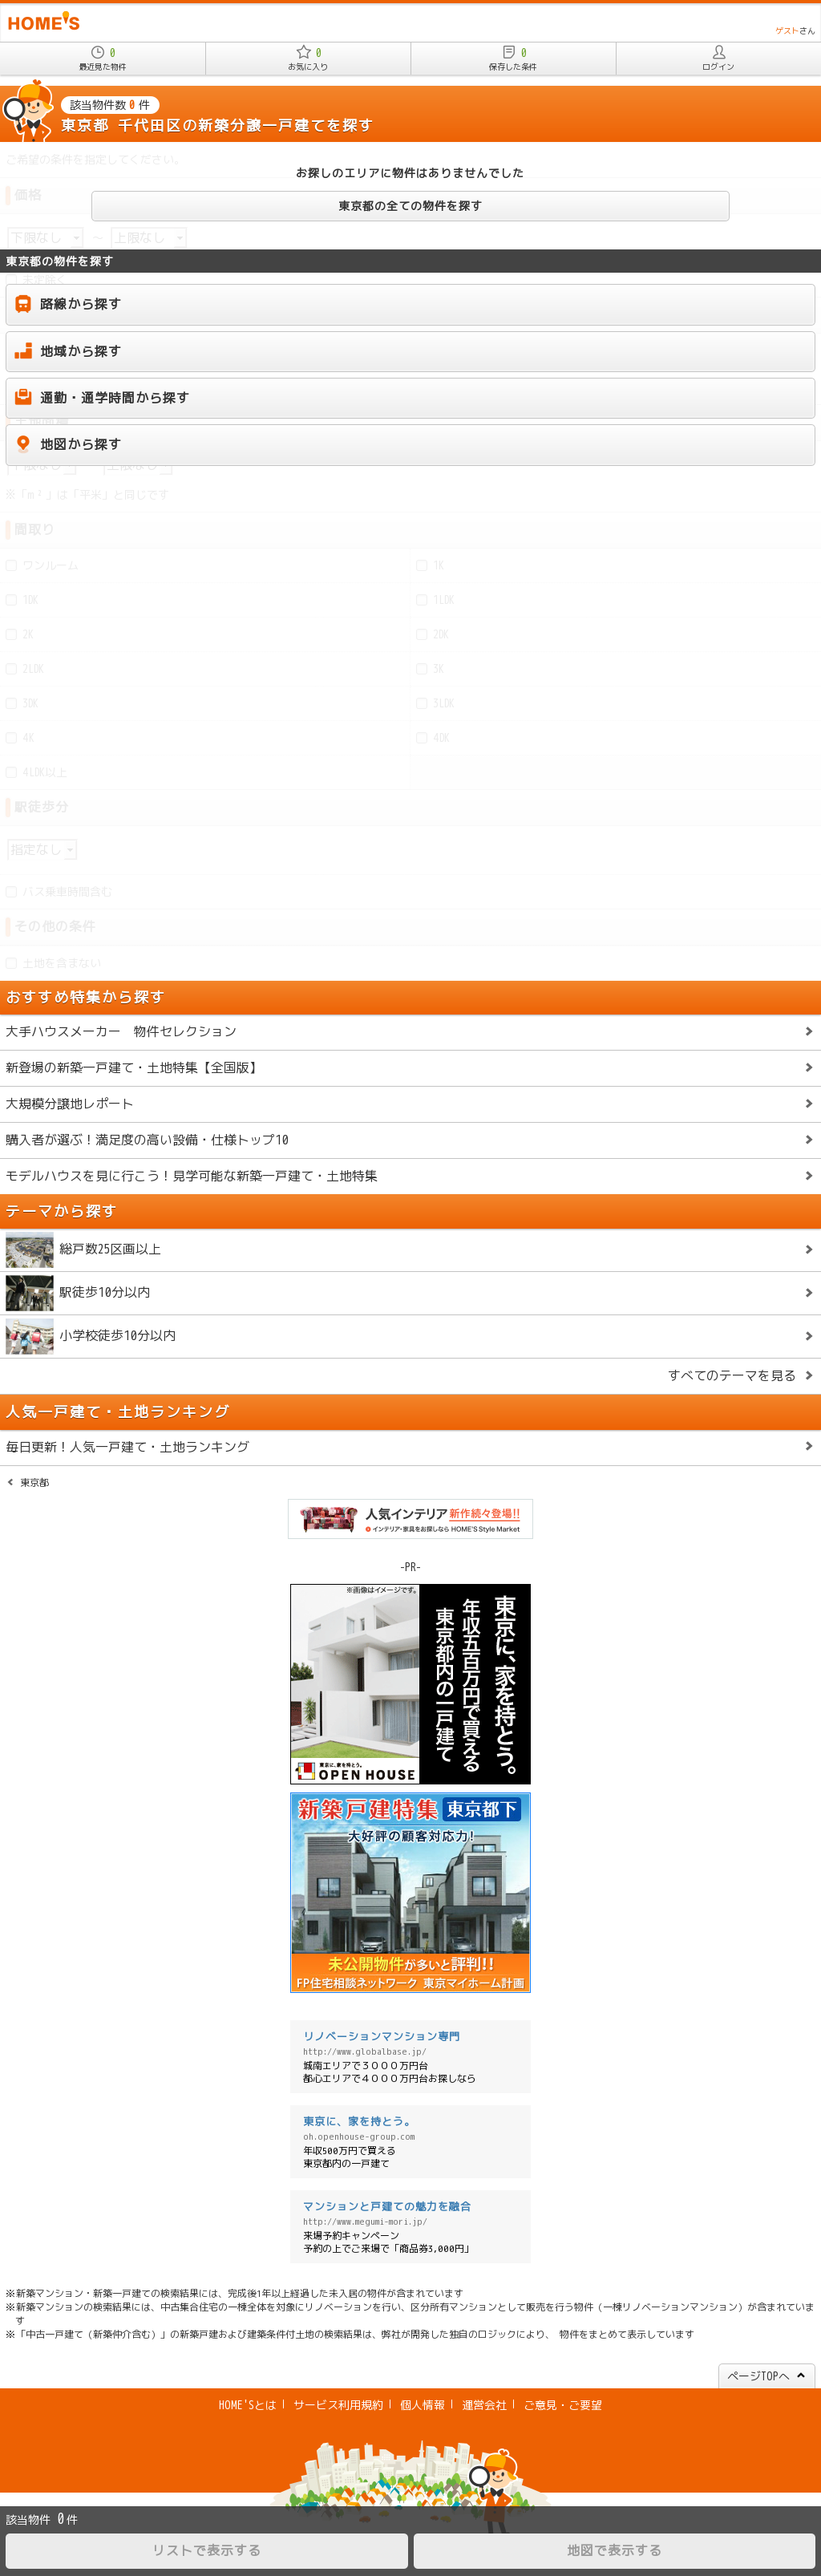 HOME'S
ゲストさん
0
最近見た物件
0
お気に入り
0
保存した条件
ログイン
該当物件数 0 件
東京都 千代田区の新築分譲一戸建てを探す
ご希望の条件を指定してください。
お探しのエリアに物件はありませんでした
価格
東京都の全ての物件を探す
下限なし ～ 上限なし
東京都の物件を探す
未定除く
路線から探す
地域から探す
通勤・通学時間から探す
土地面積
地図から探す
下限なし 上限なし
※「m²」は「平米」と同じです
間取り
ワンルーム
1K
1DK
1LDK
2K
2DK
2LDK
3K
3DK
3LDK
4K
4DK
4LDK以上
駅徒歩分
指定なし
バス乗車時間含む
その他の条件
土地を含まない
おすすめ特集から探す
大手ハウスメーカー 物件セレクション
新登場の新築一戸建て・土地特集【全国版】
大規模分譲地レポート
購入者が選ぶ！満足度の高い設備・仕様トップ10
モデルハウスを見に行こう！見学可能な新築一戸建て・土地特集
テーマから探す
総戸数25区画以上
駅徒歩10分以内
小学校徒歩10分以内
すべてのテーマを見る
人気一戸建て・土地ランキング
毎日更新！人気一戸建て・土地ランキング
東京都
人気インテリア 新作続々登場!!
インテリア・家具をお探しなら HOME'S Style Market
-PR-
※画像はイメージです。
東京に、家を持とう。
年収五百万円で買える
東京都内の一戸建て
東京に、家を持とう。
OPEN HOUSE
新築戸建特集 東京都下
大好評の顧客対応力!
未公開物件が多いと評判!!
FP住宅相談ネットワーク 東京マイホーム計画
リノベーションマンション専門
http://www.globalbase.jp/
城南エリアで３０００万円台
都心エリアで４０００万円台お探しなら
東京に、家を持とう。
oh.openhouse-group.com
年収500万円で買える
東京都内の一戸建て
マンションと戸建ての魅力を融合
http://www.megumi-mori.jp/
来場予約キャンペーン
予約の上でご来場で「商品券3,000円」
※新築マンション・新築一戸建ての検索結果には、完成後1年以上経過した未入居の物件が含まれています
※新築マンションの検索結果には、中古集合住宅の一棟全体を対象にリノベーションを行い、区分所有マンションとして販売を行う物件（一棟リノベーションマンション）が含まれていま
す
※「中古一戸建て（新築仲介含む）」の新築戸建および建築条件付土地の検索結果は、弊社が開発した独自のロジックにより、 物件をまとめて表示しています
ページTOPへ
HOME'Sとは | サービス利用規約 | 個人情報 | 運営会社 | ご意見・ご要望
該当物件 0 件
リストで表示する
地図で表示する